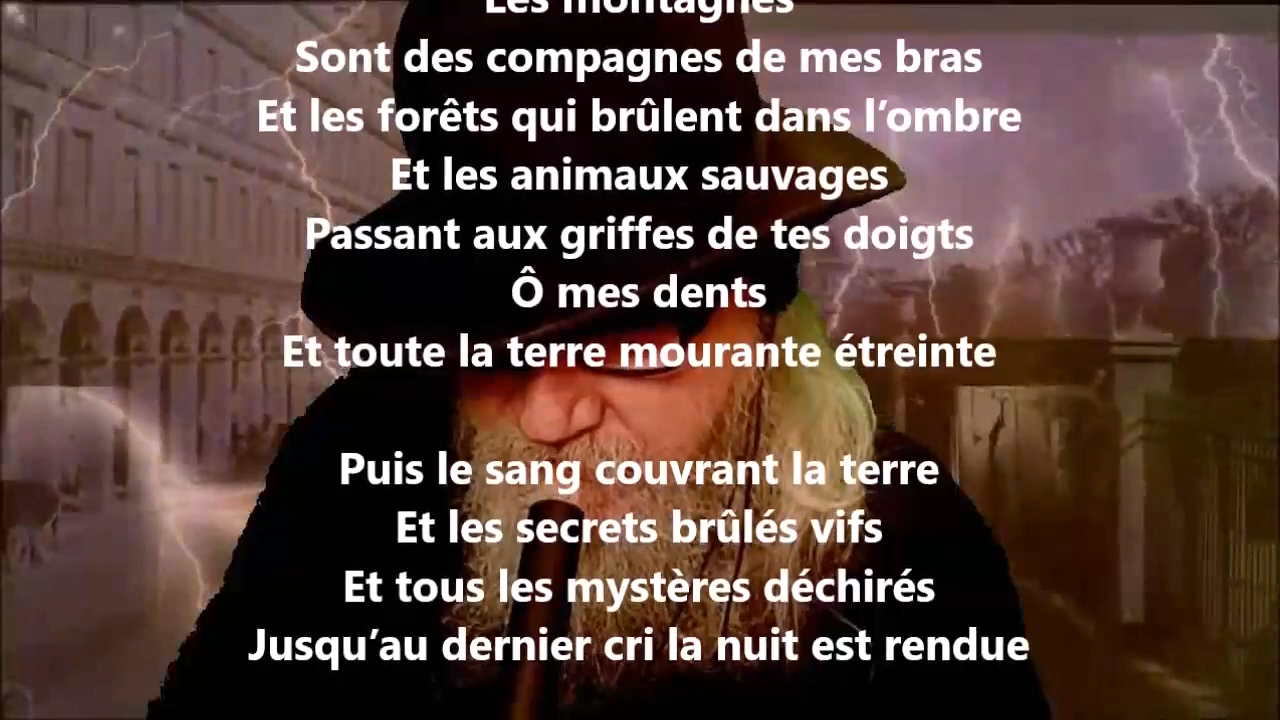 Les montagnes
Sont des compagnes de mes bras
Et les forêts qui brûlent dans l’ombre
Et les animaux sauvages
Passant aux griffes de tes doigts
Ô mes dents
Et toute la terre mourante étreinte
Puis le sang couvrant la terre
Et les secrets brûlés vifs
Et tous les mystères déchirés
Jusqu’au dernier cri la nuit est rendue